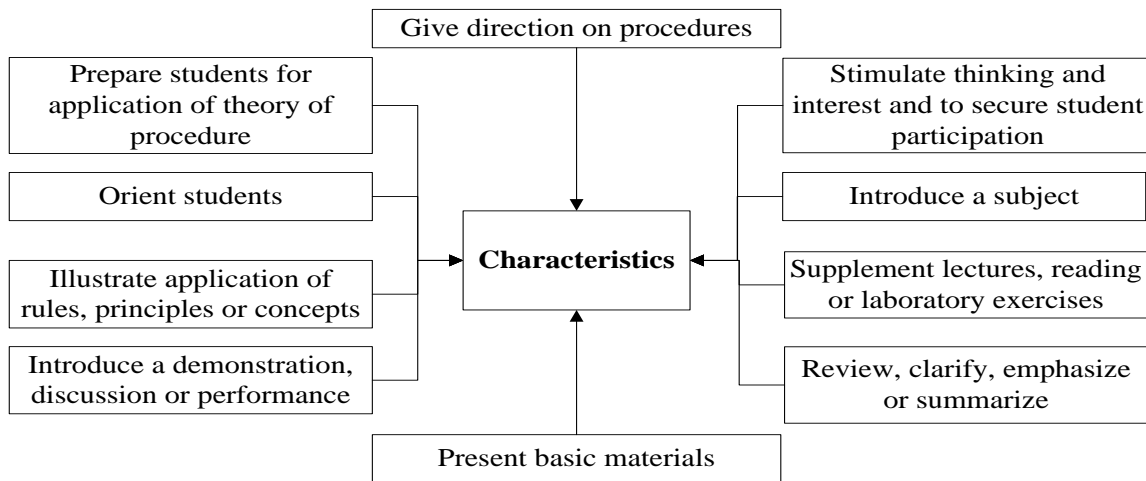 Give direction on procedures
Prepare students for
application of theory of
procedure
Orient students
Illustrate application of
rules, principles or concepts
Introduce a demonstration,
discussion or performance
Characteristics
Stimulate thinking and
interest and to secure student
participation
Introduce a subject
Supplement lectures, reading
or laboratory exercises
Review, clarify, emphasize
or summarize
Present basic materials